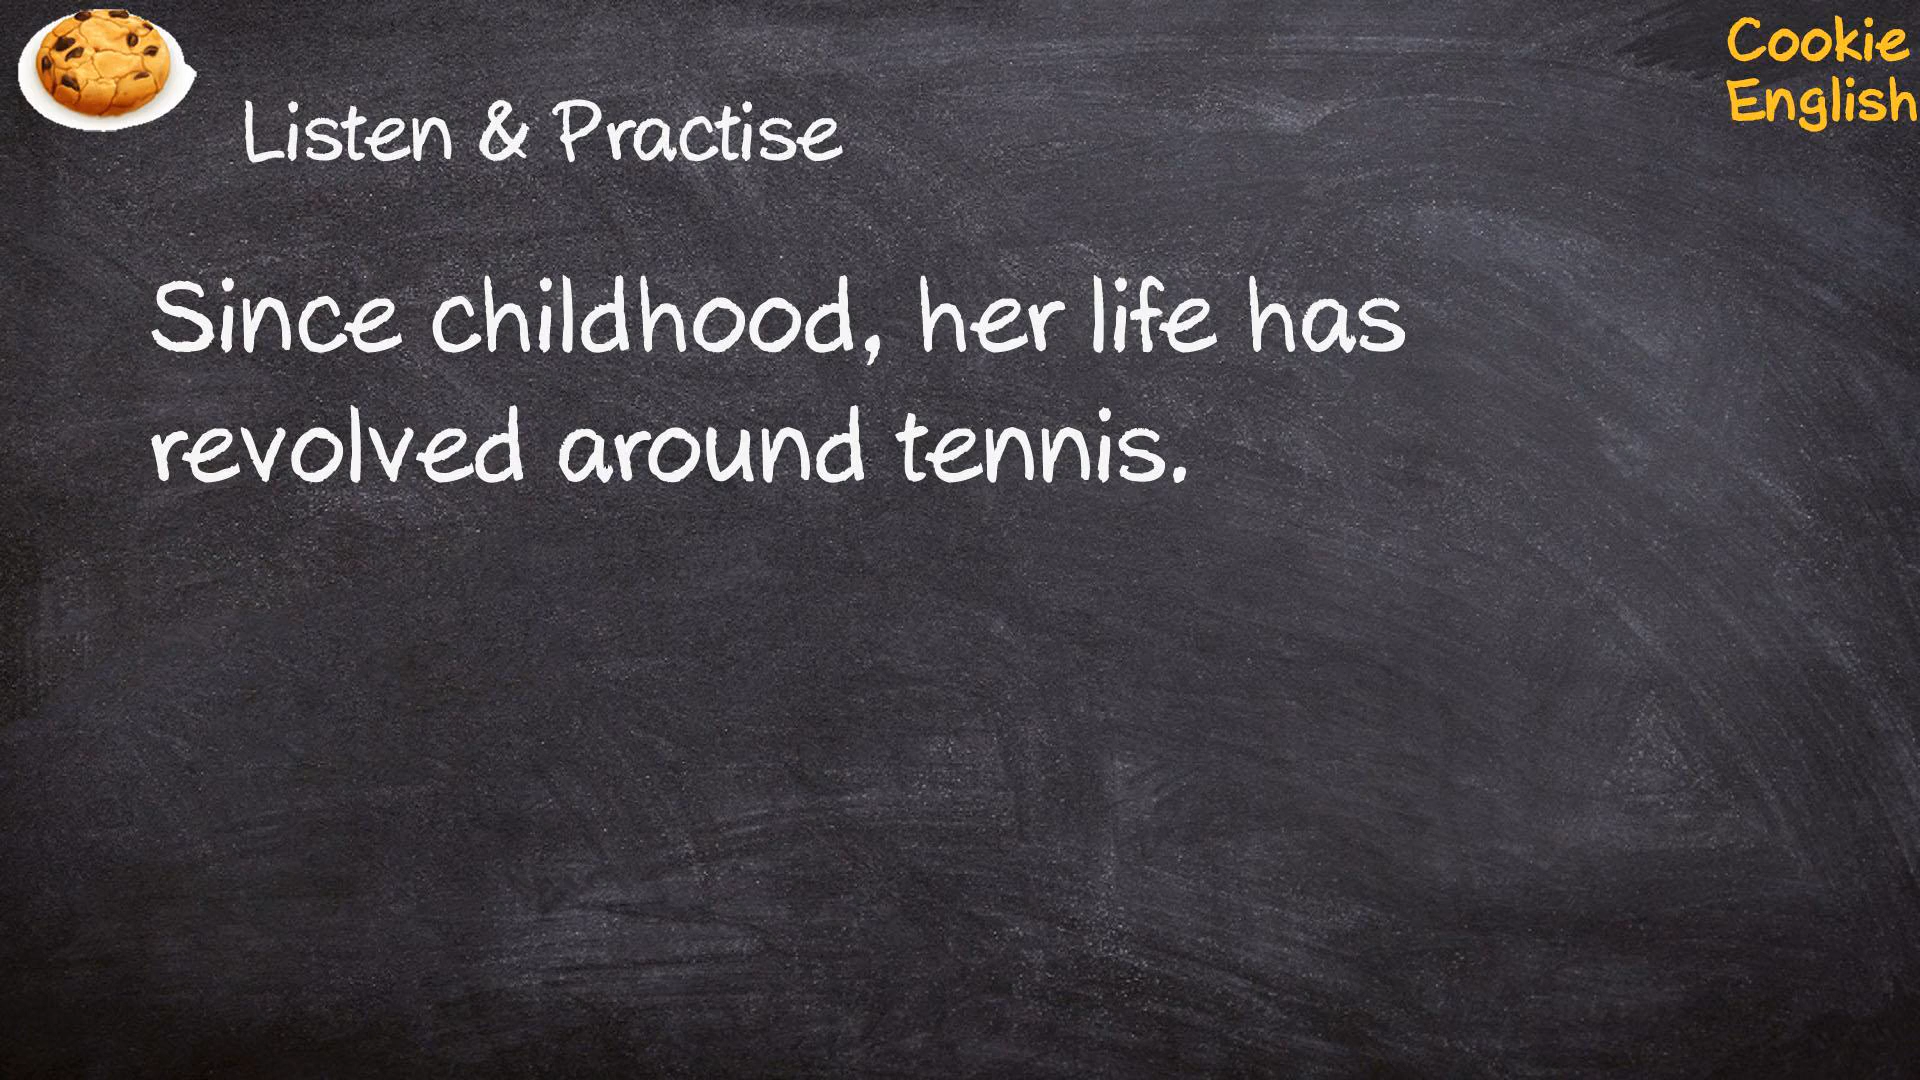 Cookie
English
Listen & Practise
Since childhood, her life has
revolved around tennis.